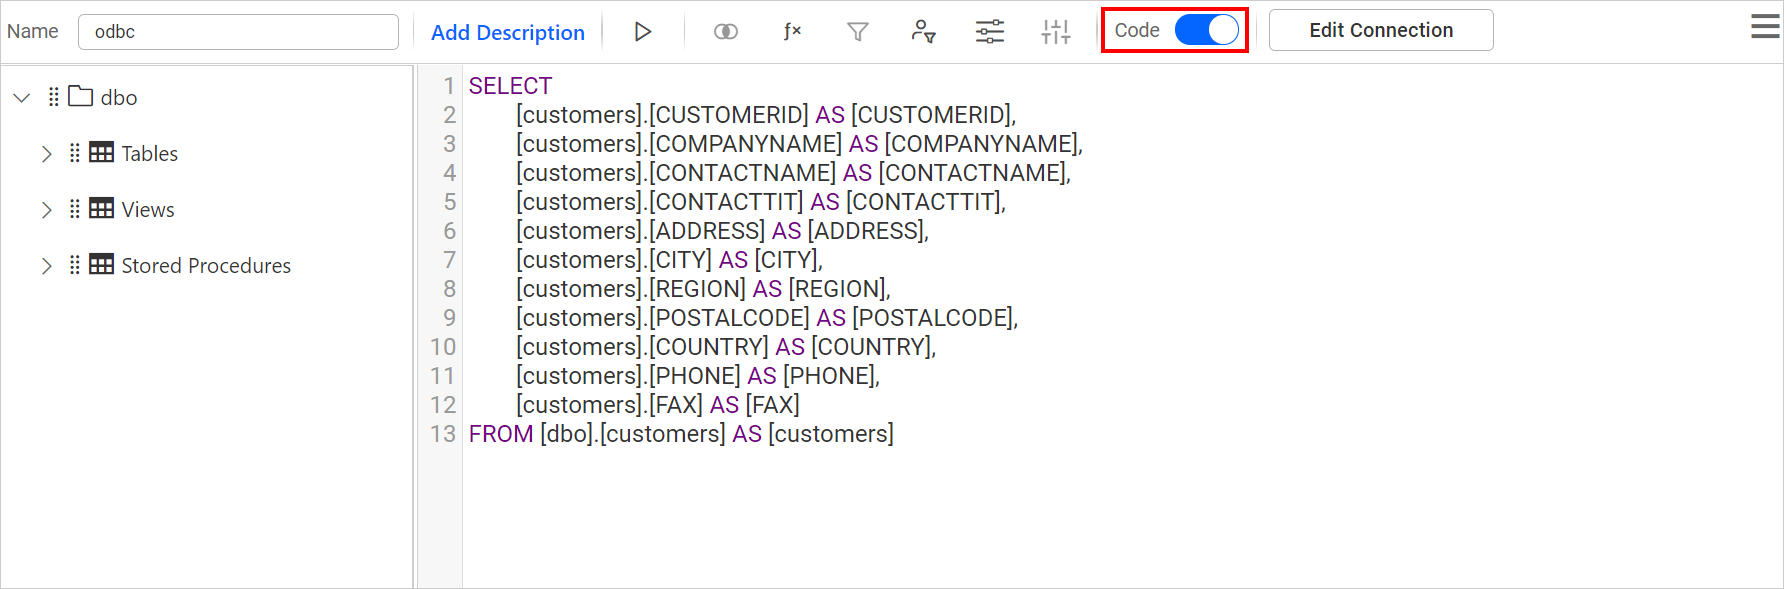 Name odbc Add Description f× Code Edit Connection
dbo
Tables
Views
Stored Procedures
1 SELECT
2 [customers].[CUSTOMERID] AS [CUSTOMERID],
3 [customers].[COMPANYNAME] AS [COMPANYNAME],
4 [customers].[CONTACTNAME] AS [CONTACTNAME],
5 [customers].[CONTACTTIT] AS [CONTACTTIT],
6 [customers].[ADDRESS] AS [ADDRESS],
7 [customers].[CITY] AS [CITY],
8 [customers].[REGION] AS [REGION],
9 [customers].[POSTALCODE] AS [POSTALCODE],
10 [customers].[COUNTRY] AS [COUNTRY],
11 [customers].[PHONE] AS [PHONE],
12 [customers].[FAX] AS [FAX]
13 FROM [dbo].[customers] AS [customers]